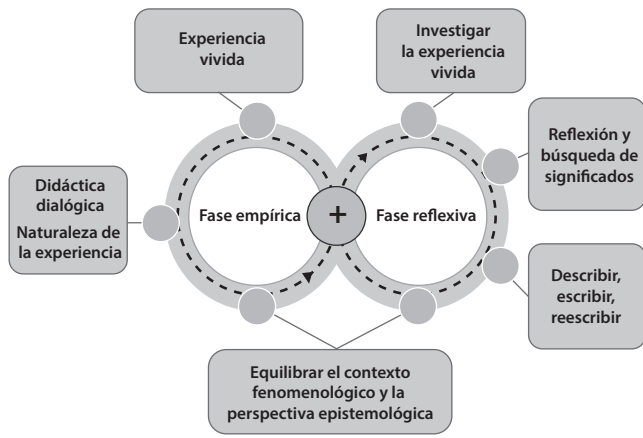 Experiencia
vivida
Investigar
la experiencia
vivida
Reflexión y
búsqueda de
significados
Didáctica
dialógica
Naturaleza de
la experiencia
Fase empírica
+
Fase reflexiva
Describir,
escribir,
reescribir
Equilibrar el contexto
fenomenológico y la
perspectiva epistemológica